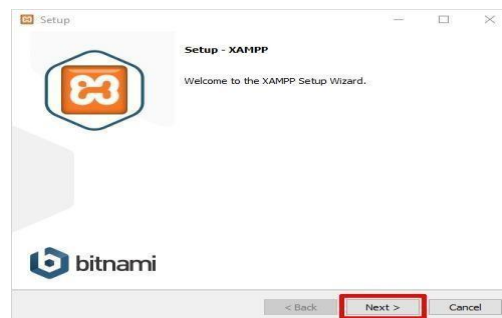 Setup
Setup - XAMPP
Welcome to the XAMPP Setup Wizard.
bitnami
< Back
Next >
Cancel